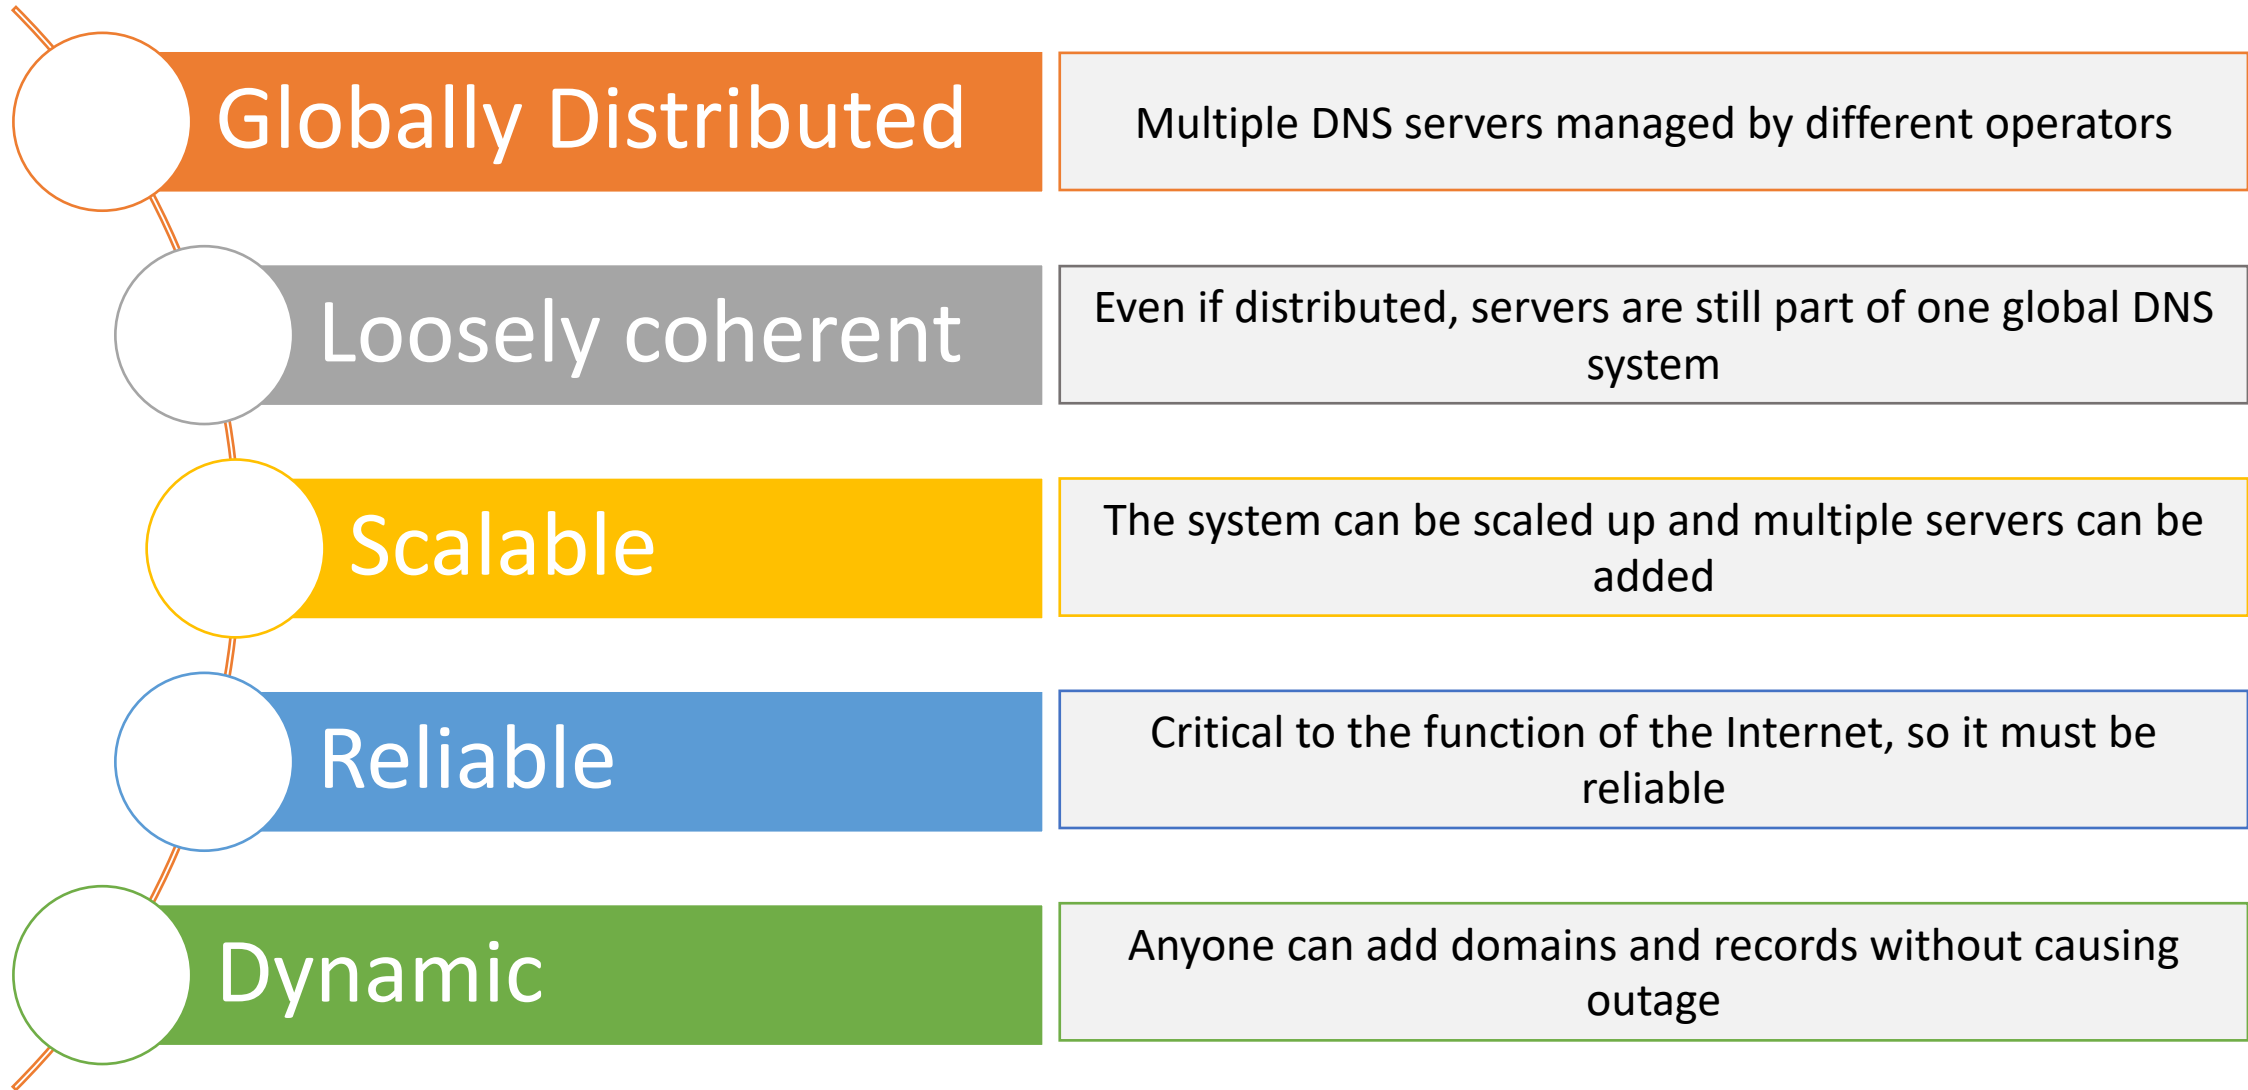 Globally Distributed
Multiple DNS servers managed by different operators
Loosely coherent
Even if distributed, servers are still part of one global DNS
system
Scalable
The system can be scaled up and multiple servers can be
added
Reliable
Critical to the function of the Internet, so it must be
reliable
Dynamic
Anyone can add domains and records without causing
outage